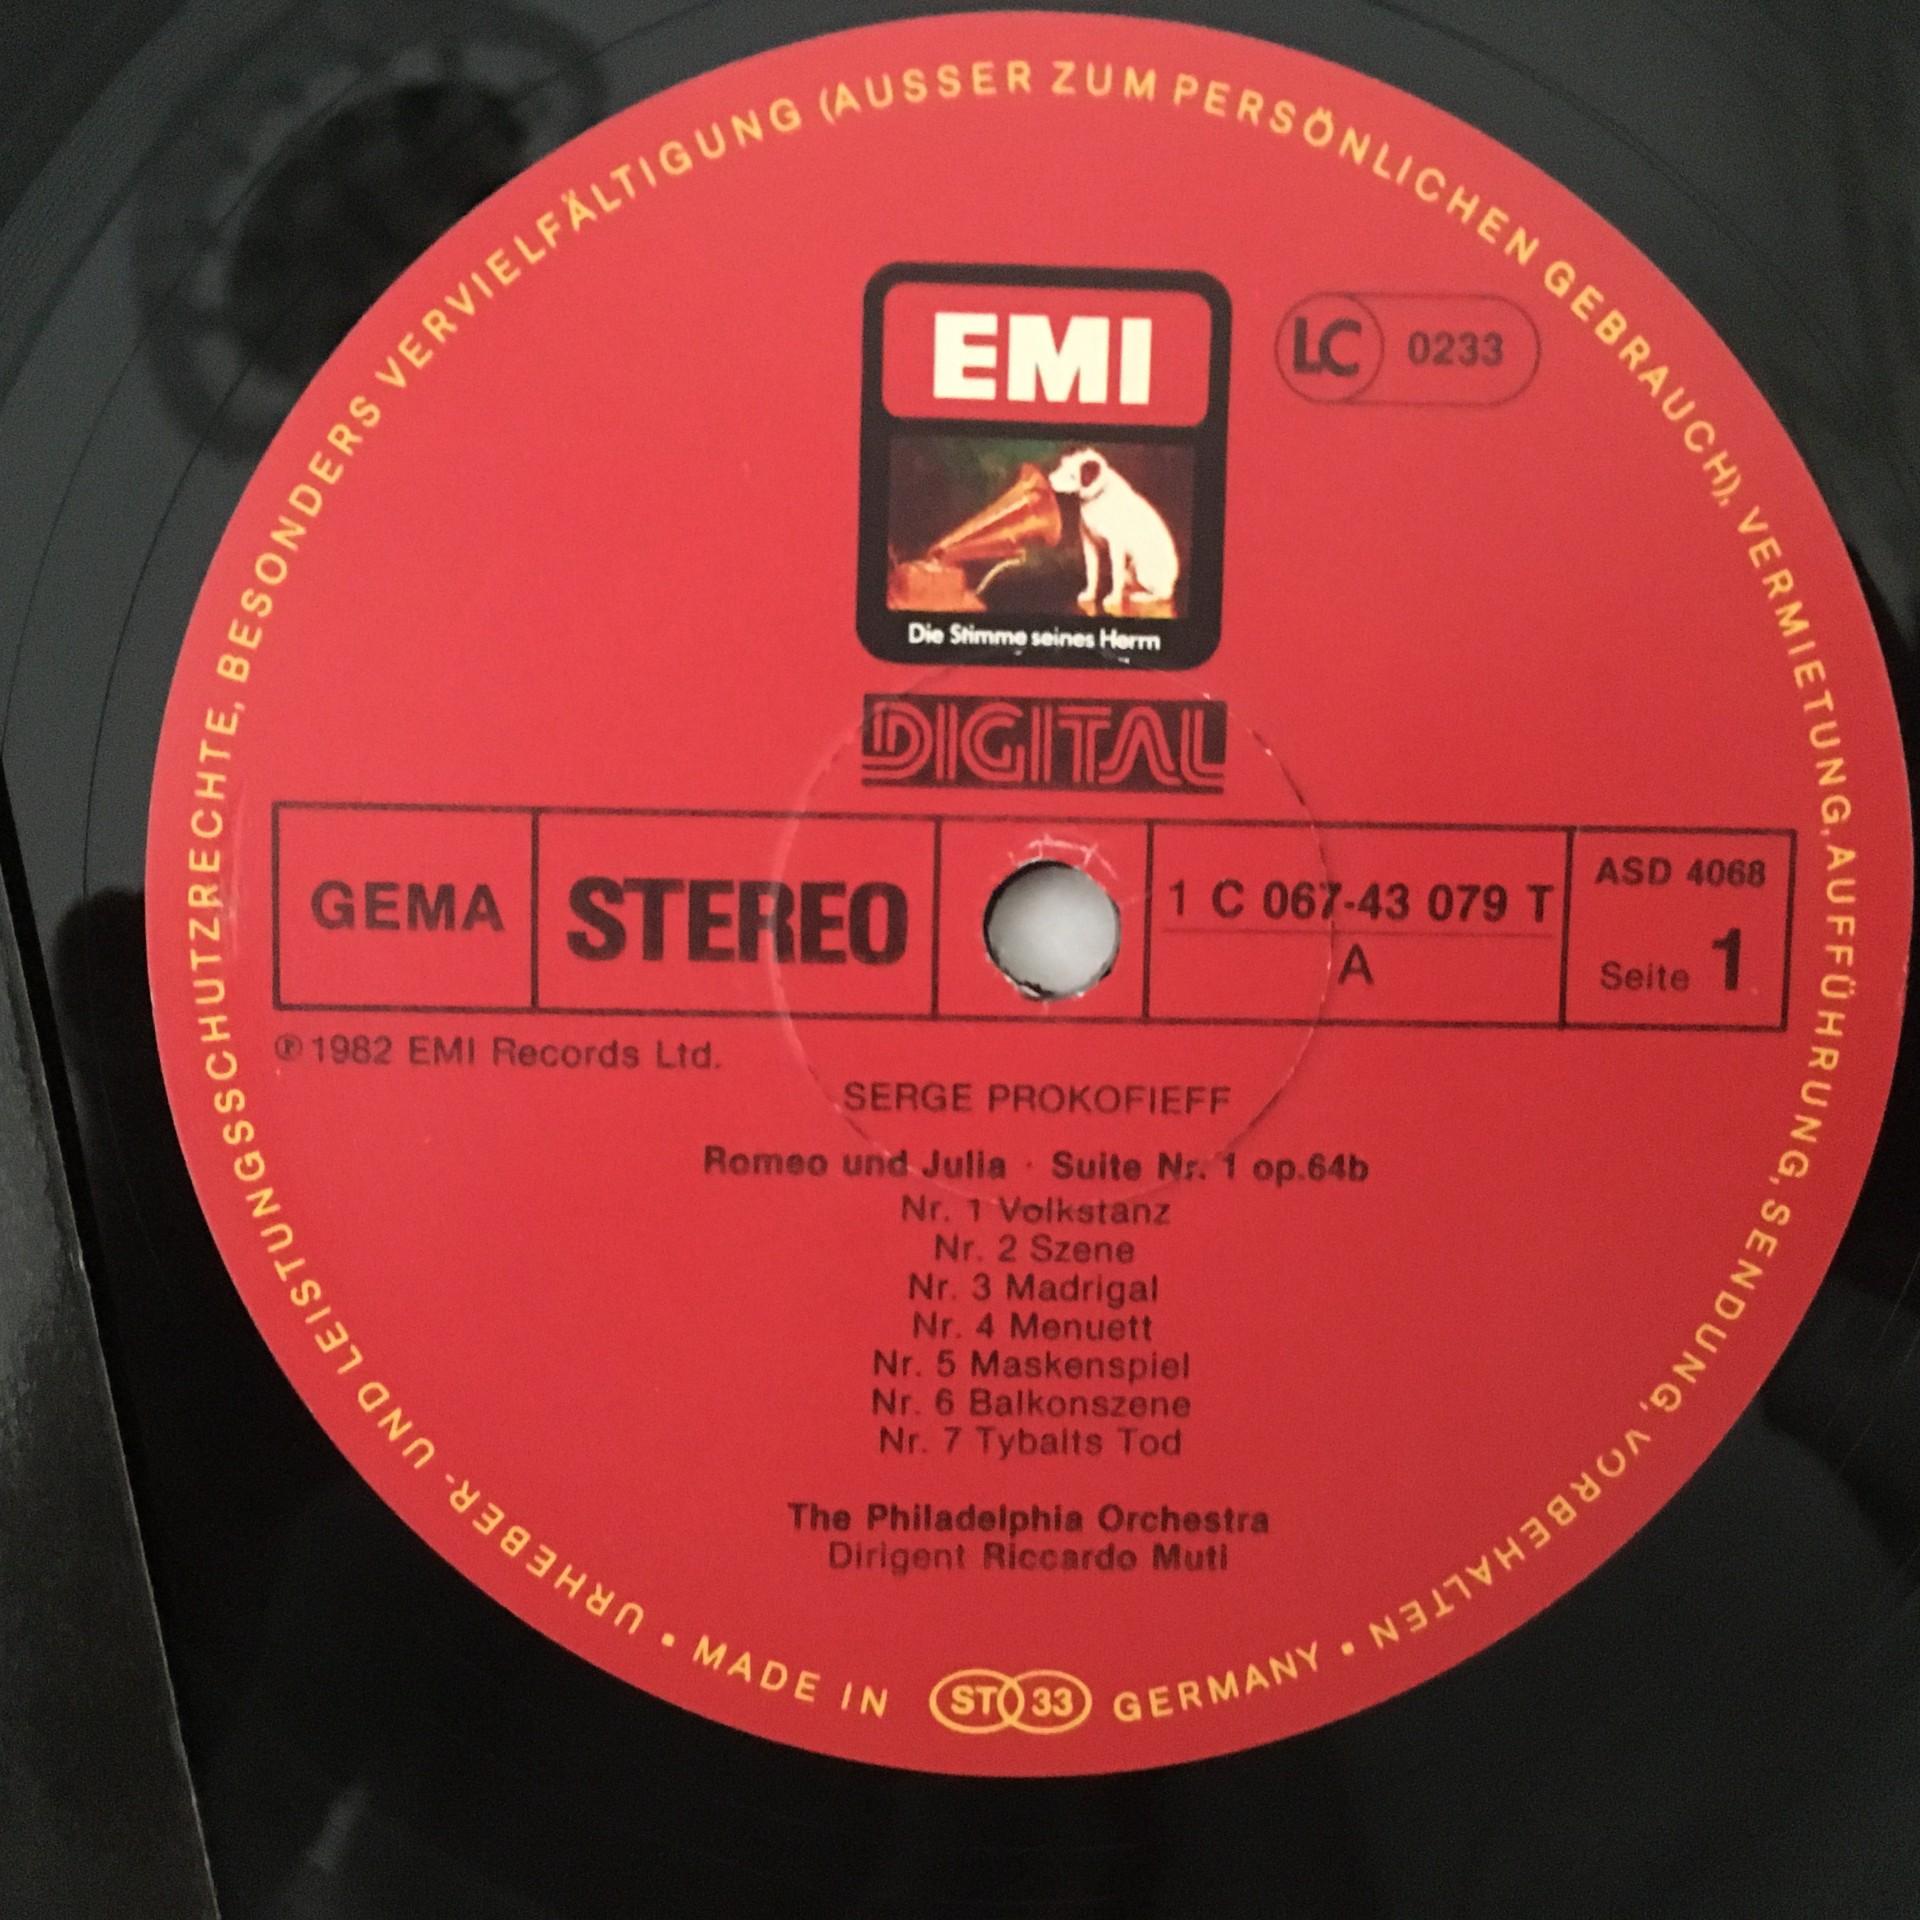 URHEBER- UND LEISTUNGSSCHUTZRECHTE, BESONDERS VERVIELFÄLTIGUNG (AUSSER ZUM PERSÖNLICHEN GEBRAUCH), VERMIETUNG, AUFFÜHRUNG, SENDUNG, VORBEHALTEN •
EMI
LC 0233
Die Stimme seines Herrn
DIGITAL
GEMA STEREO 1 C 067-43 079 T ASD 4068
A Seite 1
℗ 1982 EMI Records Ltd.
SERGE PROKOFIEFF
Romeo und Julia · Suite Nr. 1 op.64b
Nr. 1 Volkstanz
Nr. 2 Szene
Nr. 3 Madrigal
Nr. 4 Menuett
Nr. 5 Maskenspiel
Nr. 6 Balkonszene
Nr. 7 Tybalts Tod
The Philadelphia Orchestra
Dirigent Riccardo Muti
• MADE IN ST 33 GERMANY